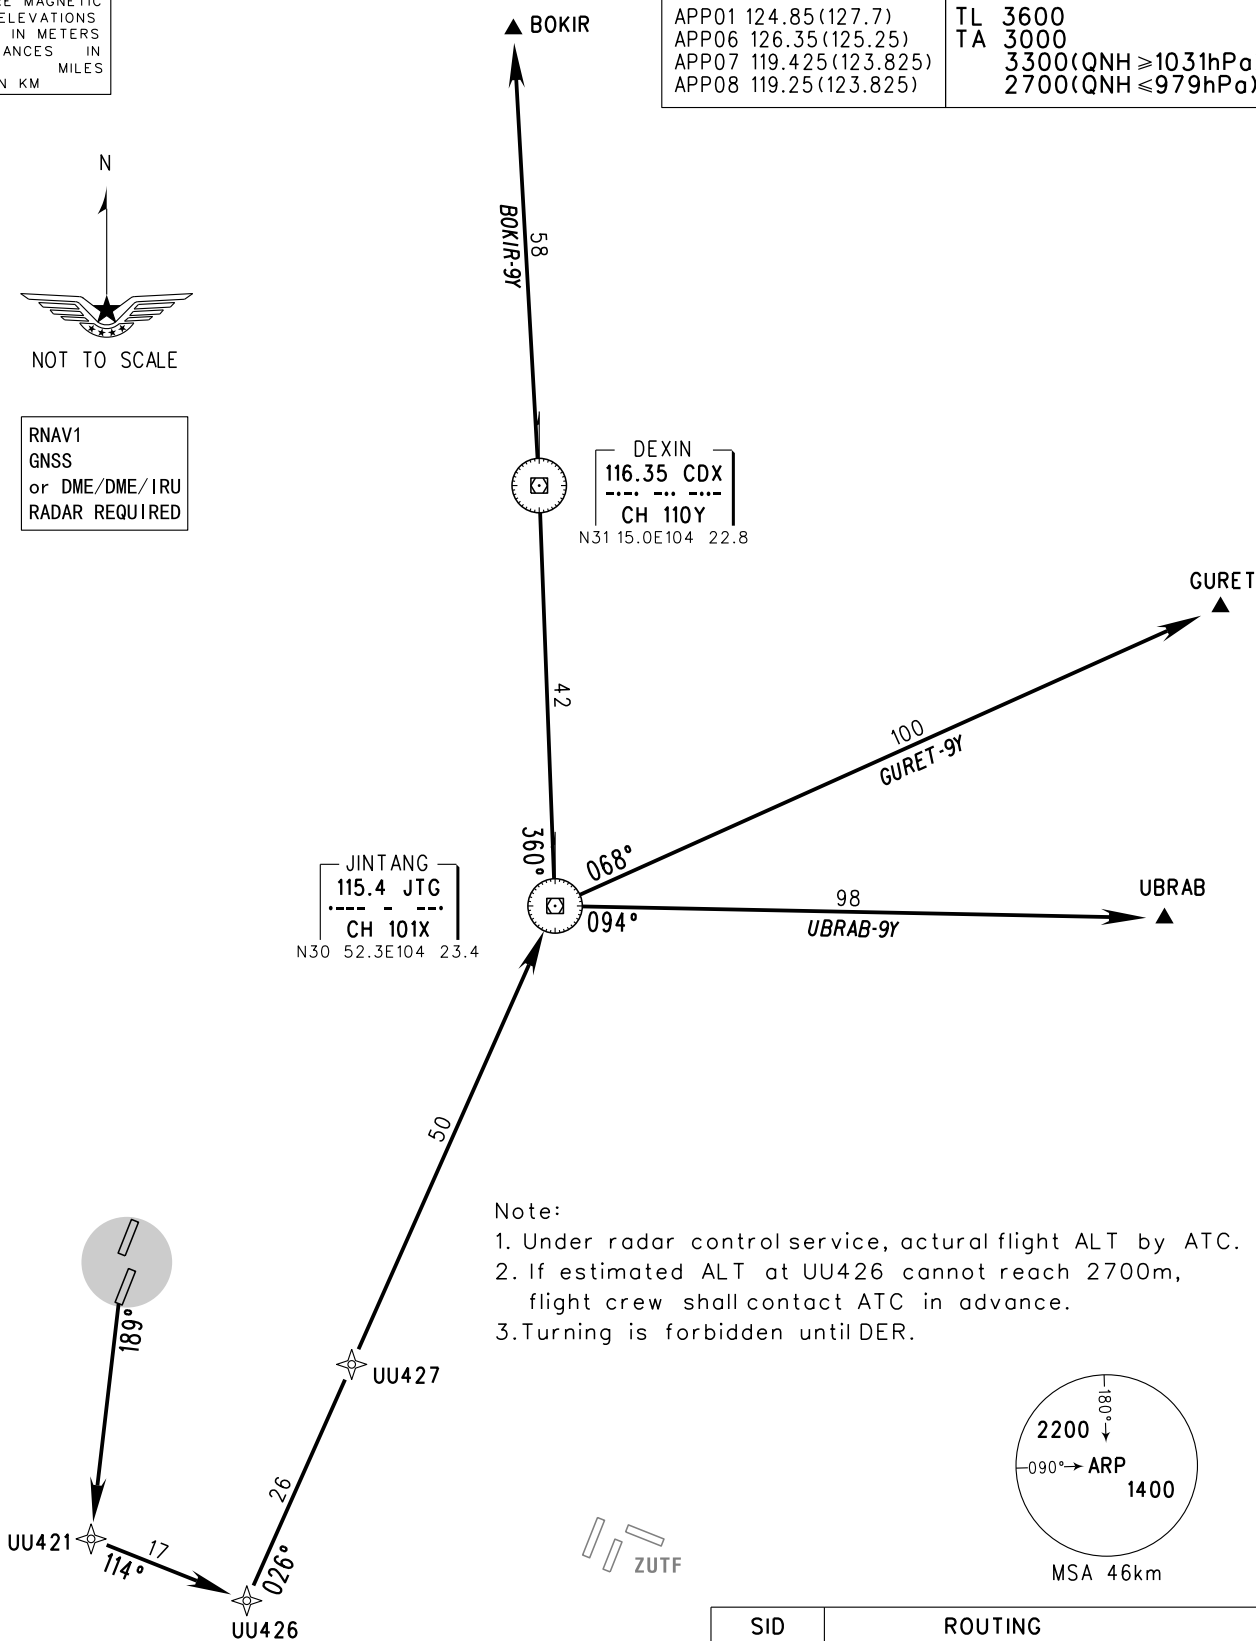 MAGNETIC
ELEVATIONS
IN METERS
IN
MILES
KM
APP01 124.85(127.7)
APP06 126.35(125.25)
APP07 119.425(123.825)
APP08 119.25(123.825)
TL 3600
TA 3000
3300(QNH ≥1031hPa
2700(QNH ≤979hPa)
BOKIR
N
NOT TO SCALE
BOKIR-9Y
58
RNAV1
GNSS
or DME/DME/IRU
RADAR REQUIRED
DEXIN
116.35 CDX
-·-· -·· -··-
CH 110Y
N31 15.0E104 22.8
GURET
42
100
GURET-9Y
360°
068°
094°
JINTANG
115.4 JTG
·--- - --·
CH 101X
N30 52.3E104 23.4
98
UBRAB-9Y
UBRAB
50
Note:
1. Under radar control service, actural flight ALT by ATC.
2. If estimated ALT at UU426 cannot reach 2700m,
flight crew shall contact ATC in advance.
3.Turning is forbidden until DER.
189°
UU427
26
UU421
17
114°
026°
UU426
ZUTF
180°
2200
090° ARP
1400
MSA 46km
SID ROUTING